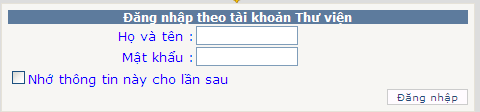 Đăng nhập theo tài khoản Thư viện
Họ và tên :
Mật khẩu :
Nhớ thông tin này cho lần sau
Đăng nhập